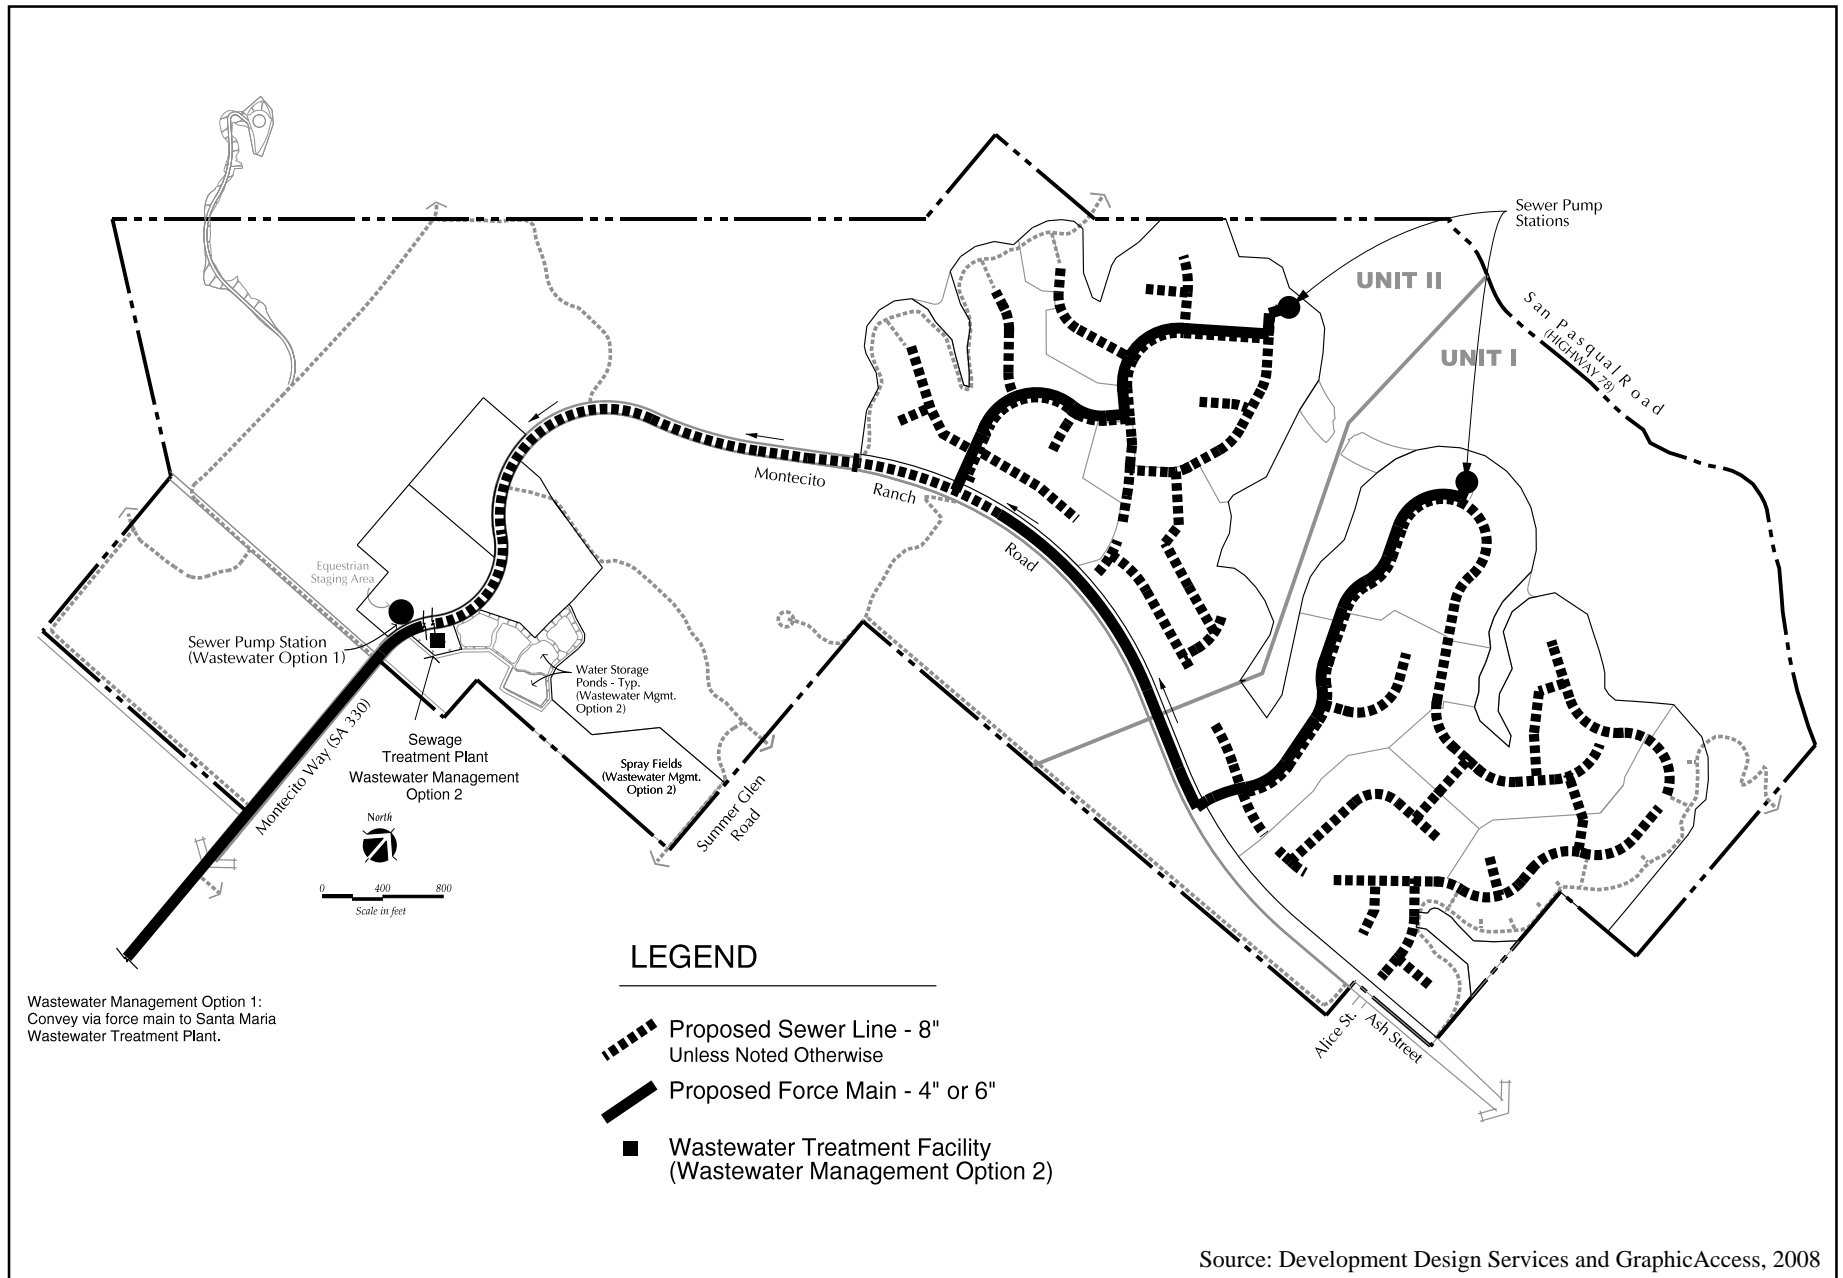 Sewer Pump
Stations
UNIT II
San Pasqual Road
(HIGHWAY 78)
UNIT I
Montecito
Ranch
Road
Equestrian
Staging Area
Sewer Pump Station
(Wastewater Option 1)
Water Storage
Ponds - Typ.
(Wastewater Mgmt.
Option 2)
Montecito Way (SA 330)
Sewage
Treatment Plant
Wastewater Management
Option 2
Spray Fields
(Wastewater Mgmt.
Option 2)
Summer Glen
Road
North
0 400 800
Scale in feet
LEGEND
Wastewater Management Option 1:
Convey via force main to Santa Maria
Wastewater Treatment Plant.
Alice St.
Ash Street
Proposed Sewer Line - 8"
Unless Noted Otherwise
Proposed Force Main - 4" or 6"
Wastewater Treatment Facility
(Wastewater Management Option 2)
Source: Development Design Services and GraphicAccess, 2008